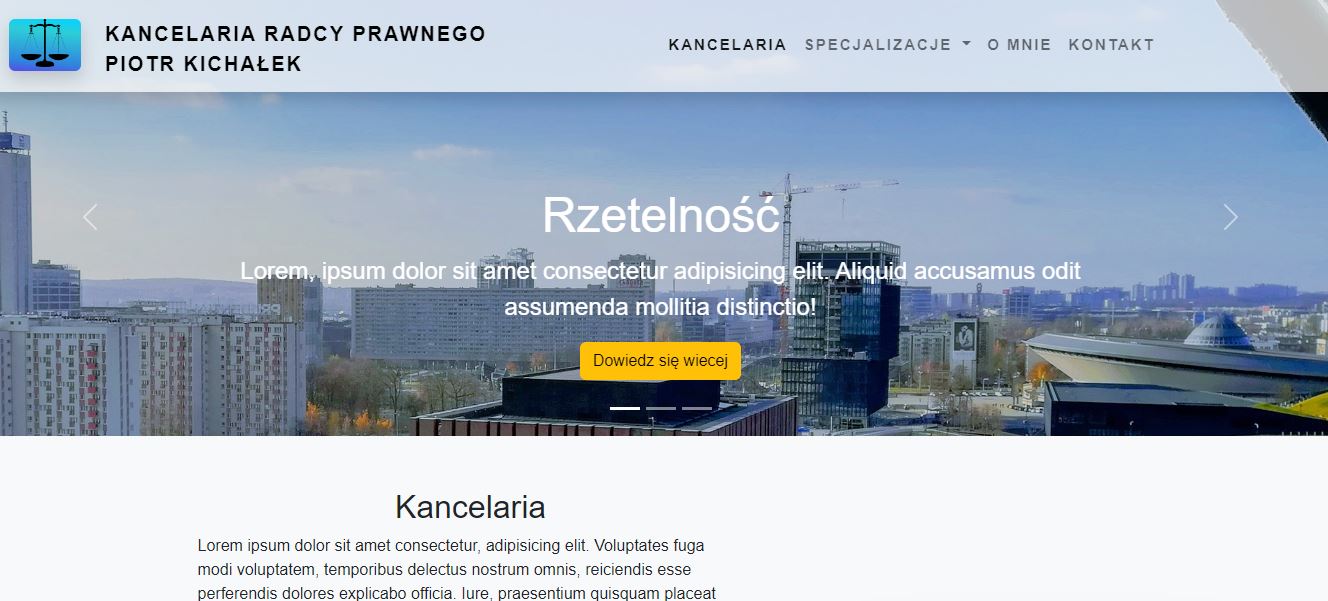 KANCELARIA RADCY PRAWNEGO
PIOTR KICHAŁEK
KANCELARIA SPECJALIZACJE O MNIE KONTAKT
Rzetelność
Lorem, ipsum dolor sit amet consectetur adipisicing elit. Aliquid accusamus odit
assumenda mollitia distinctio!
Dowiedz się wiecej
Kancelaria
Lorem ipsum dolor sit amet consectetur, adipisicing elit. Voluptates fuga
modi voluptatem, temporibus delectus nostrum omnis, reiciendis esse
perferendis dolores explicabo officia. Iure, praesentium quisquam placeat